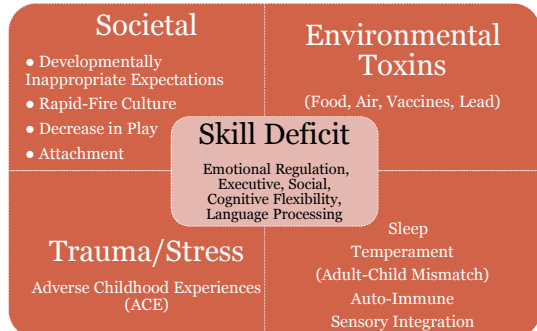 Societal
● Developmentally
Inappropriate Expectations
● Rapid-Fire Culture
● Decrease in Play
● Attachment
Environmental
Toxins
(Food, Air, Vaccines, Lead)
Skill Deficit
Emotional Regulation,
Executive, Social,
Cognitive Flexibility,
Language Processing
Trauma/Stress
Adverse Childhood Experiences
(ACE)
Sleep
Temperament
(Adult-Child Mismatch)
Auto-Immune
Sensory Integration